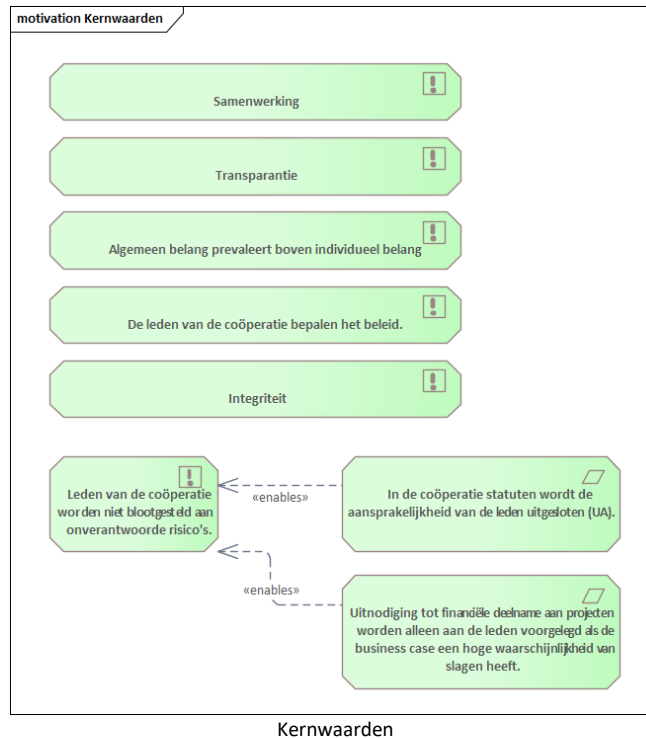 motivation Kernwaarden
Samenwerking
Transparantie
Algemeen belang prevaleert boven individueel belang
De leden van de coöperatie bepalen het beleid.
Integriteit
Leden van de coöperatie
worden niet blootgesteld aan
onverantwoorde risico's.
«enables»
In de coöperatie statuten wordt de
aansprakelijkheid van de leden uitgesloten (UA).
«enables»
Uitnodiging tot financiële deelname aan projecten
worden alleen aan de leden voorgelegd als de
business case een hoge waarschijnlijkheid van
slagen heeft.
Kernwaarden